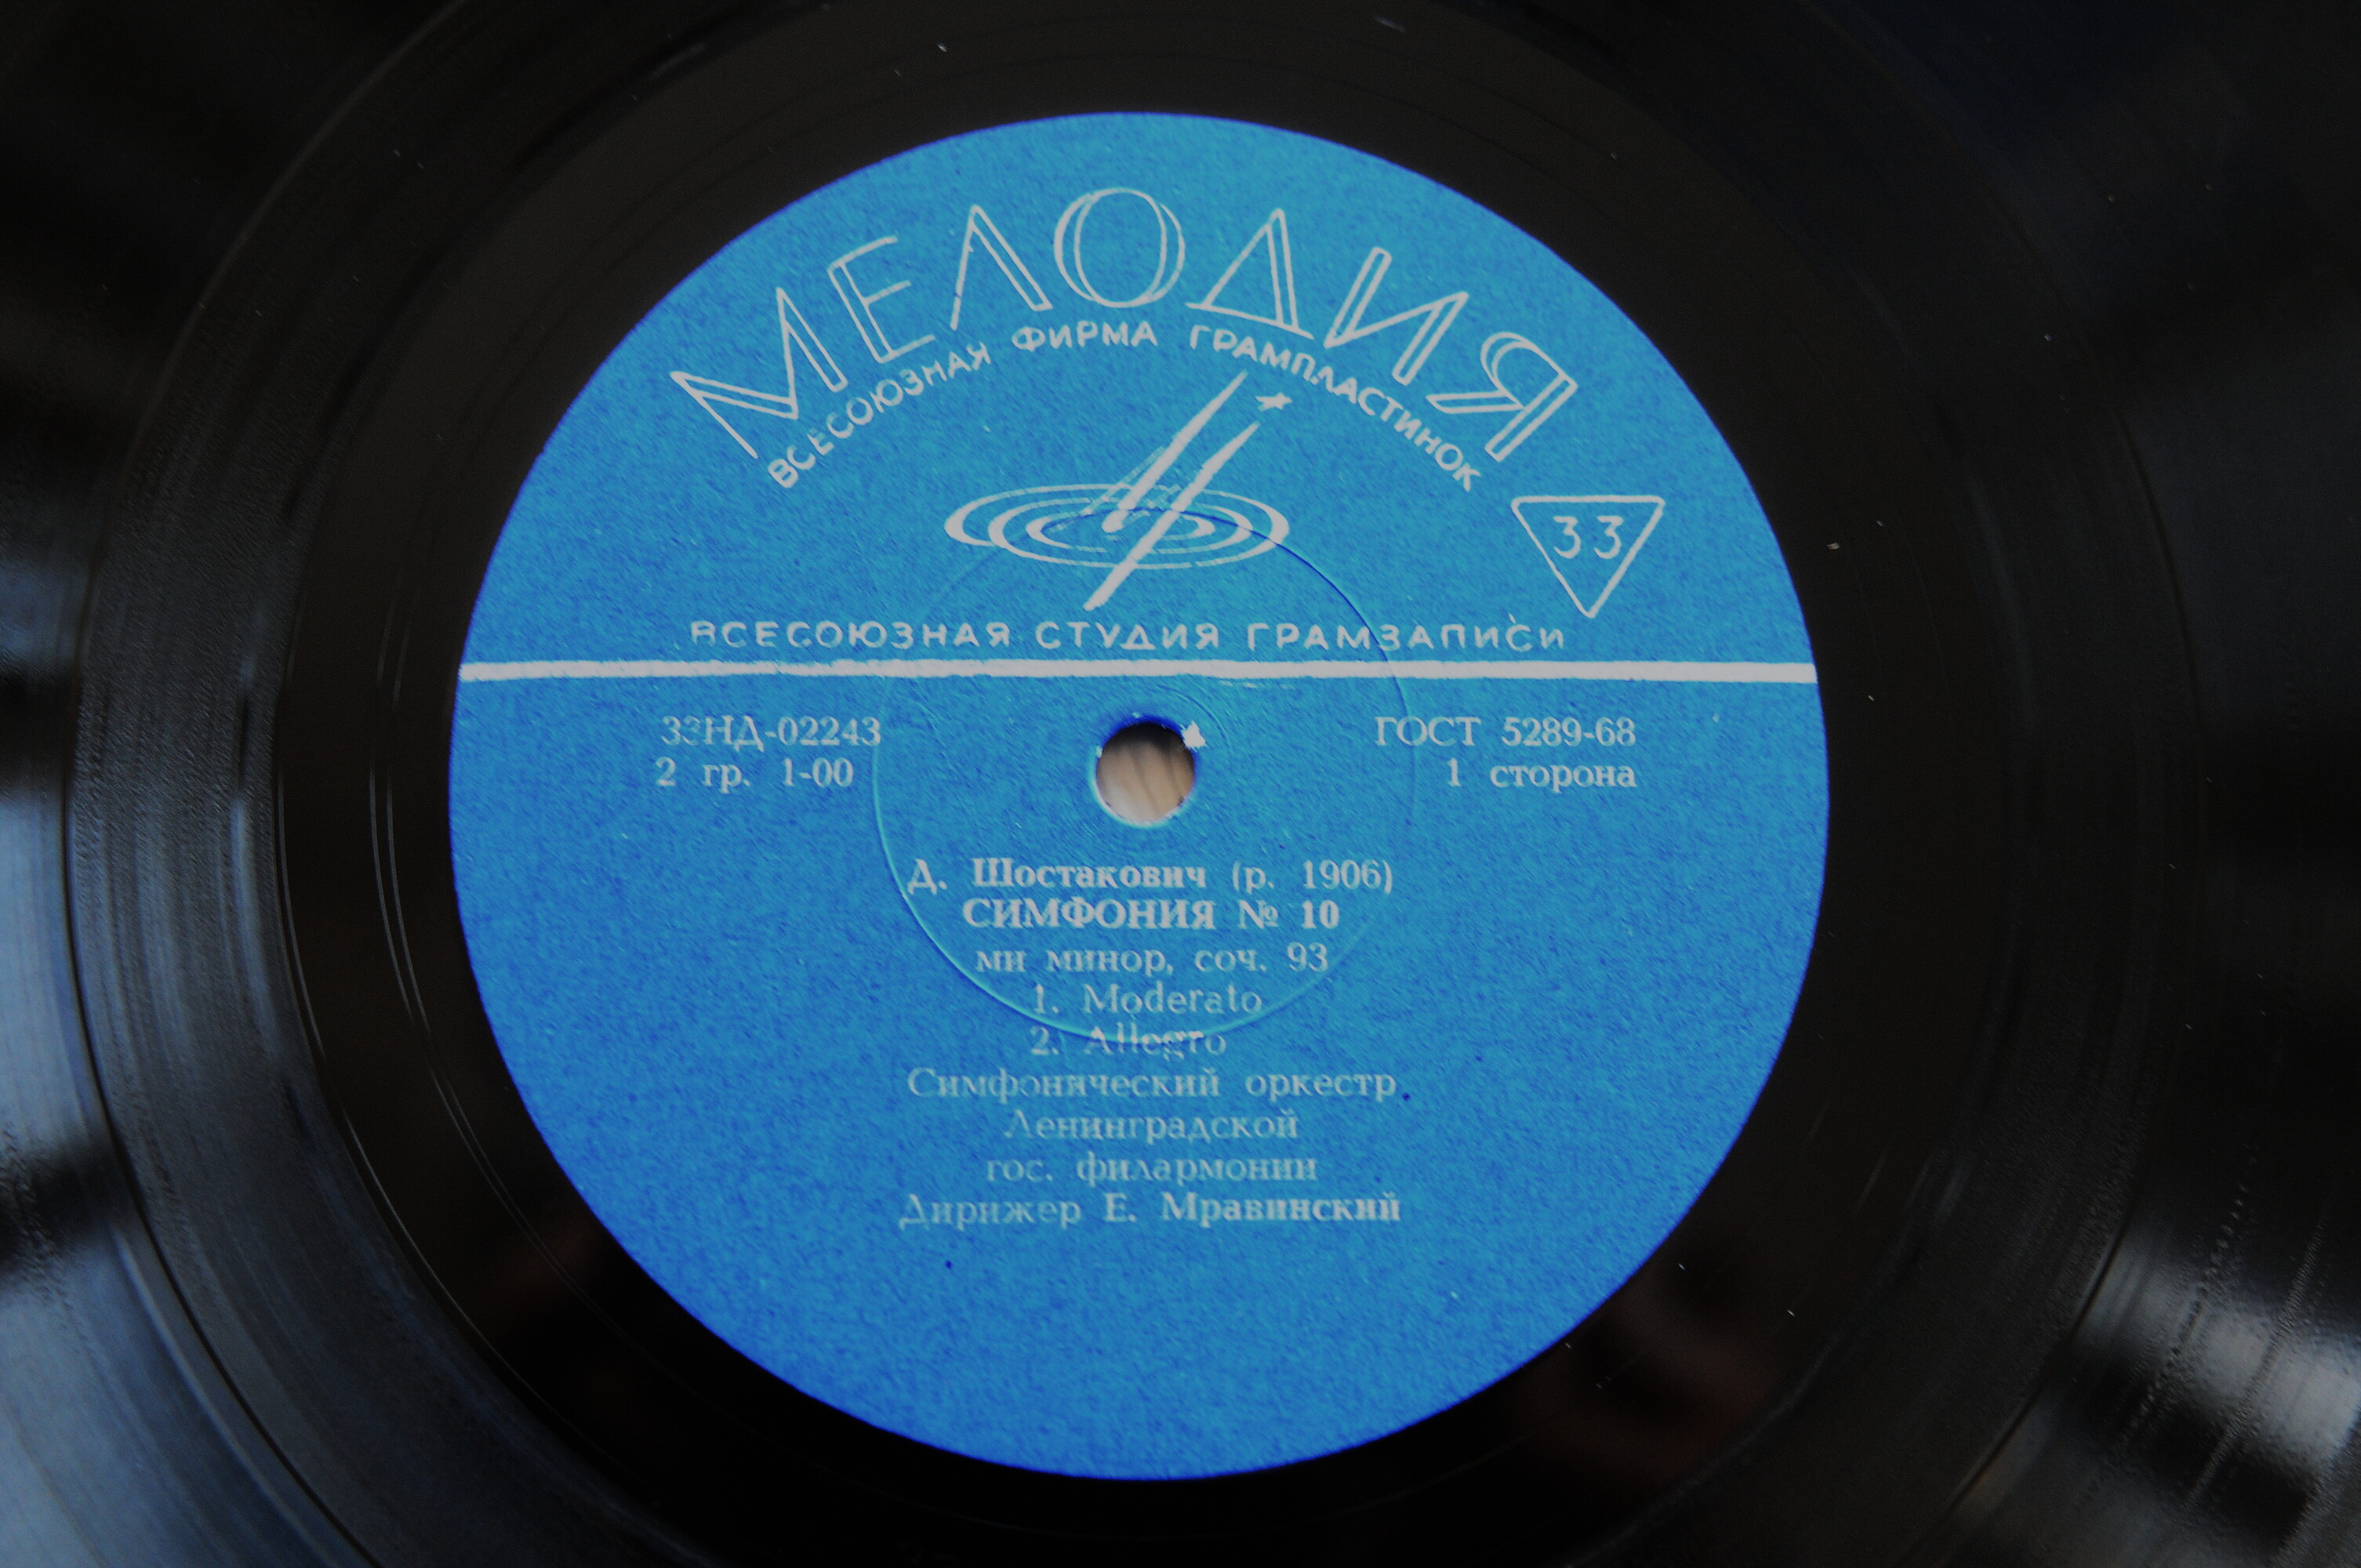 МЕЛОДИЯ
ВСЕСОЮЗНАЯ ФИРМА ГРАМПЛАСТИНОК
33
ВСЕСОЮЗНАЯ СТУДИЯ ГРАМЗАПИСИ
33НД-02243
ГОСТ 5289-68
2 гр. 1-00
1 сторона
Д. Шостакович (р. 1906)
СИМФОНИЯ № 10
ми минор, соч. 93
1. Moderato
2. Allegro
Симфонический оркестр
Ленинградской
гос. филармонии
Дирижер Е. Мравинский